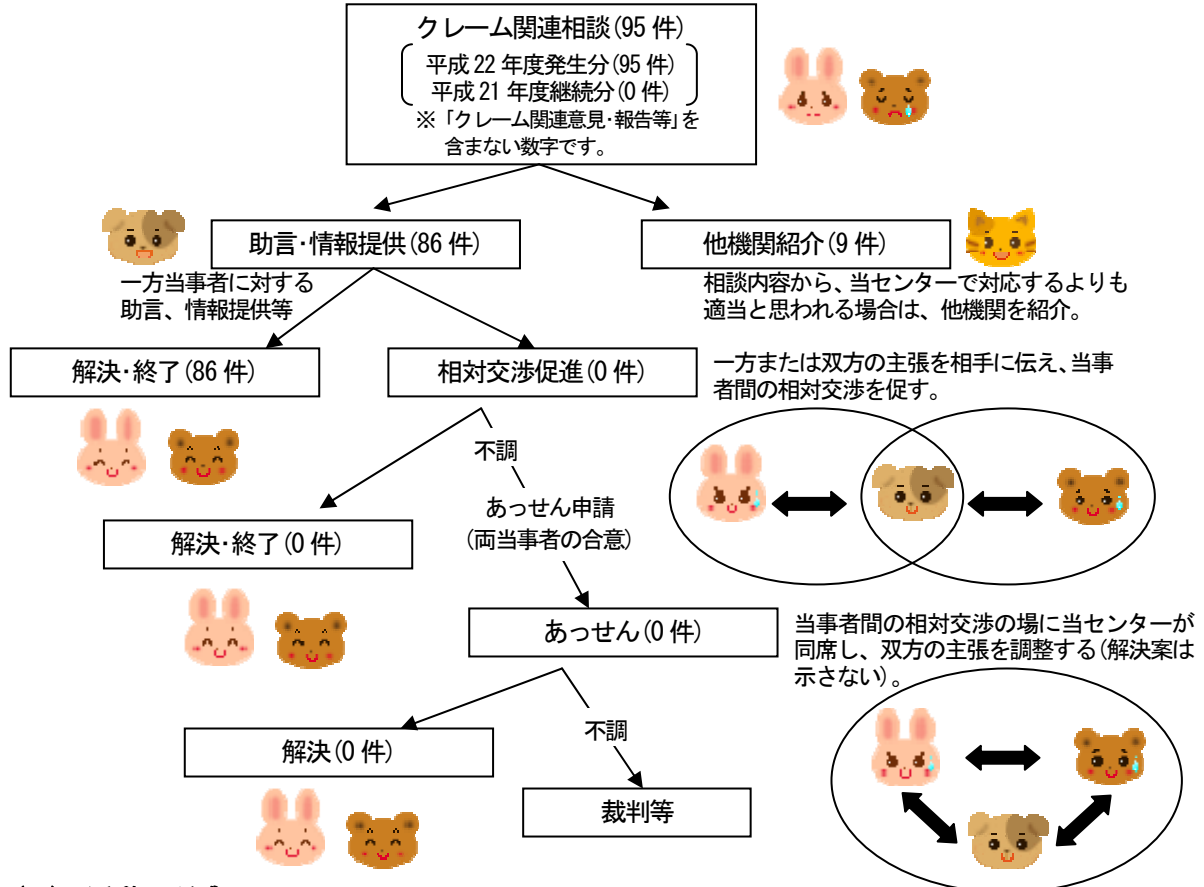 クレーム関連相談(95 件)
平成 22 年度発生分(95 件)
平成 21 年度継続分(0 件)
※「クレーム関連意見・報告等」を
含まない数字です。
助言・情報提供(86 件)
他機関紹介(9 件)
一方当事者に対する
助言、情報提供等
相談内容から、当センターで対応するよりも
適当と思われる場合は、他機関を紹介。
解決・終了(86 件)
相対交渉促進(0 件)
一方または双方の主張を相手に伝え、当事
者間の相対交渉を促す。
不調
あっせん申請
(両当事者の合意)
解決・終了(0 件)
あっせん(0 件)
当事者間の相対交渉の場に当センターが
同席し、双方の主張を調整する(解決案は
示さない)。
不調
解決(0 件)
裁判等